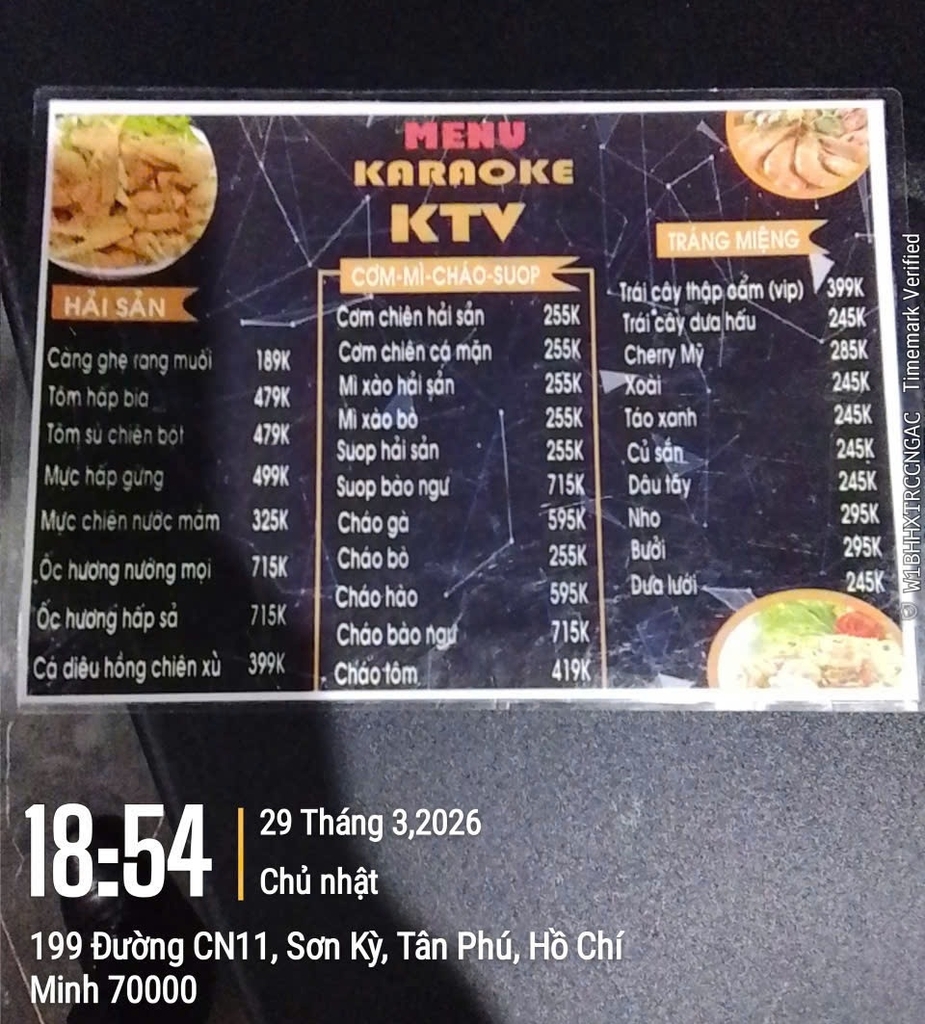 MENU
KARAOKE
KTV
HẢI SẢN
Càng ghẹ rang muối 189K
Tôm hấp bia 479K
Tôm sú chiên bột 479K
Mực hấp gừng 499K
Mực chiên nước mắm 325K
Ốc hương nướng mọi 715K
Ốc hương hấp sả 715K
Cá diêu hồng chiên xù 399K
CƠM-MÌ-CHÁO-SUOP
Cơm chiên hải sản 255K
Cơm chiên cá mặn 255K
Mì xào hải sản 255K
Mì xào bò 255K
Suop hải sản 255K
Suop bào ngư 715K
Cháo gà 595K
Cháo bò 255K
Cháo hào 595K
Cháo bào ngư 715K
Cháo tôm 419K
TRÁNG MIỆNG
Trái cây thập cẩm (vip) 399K
Trái cây dưa hấu 245K
Cherry Mỹ 285K
Xoài 245K
Táo xanh 245K
Củ sắn 245K
Dâu tây 245K
Nho 295K
Bưởi 295K
Dưa lưới 245K
W1BHHXTRCCNGAC Timemark Verified
18:54
29 Tháng 3,2026
Chủ nhật
199 Đường CN11, Sơn Kỳ, Tân Phú, Hồ Chí
Minh 70000